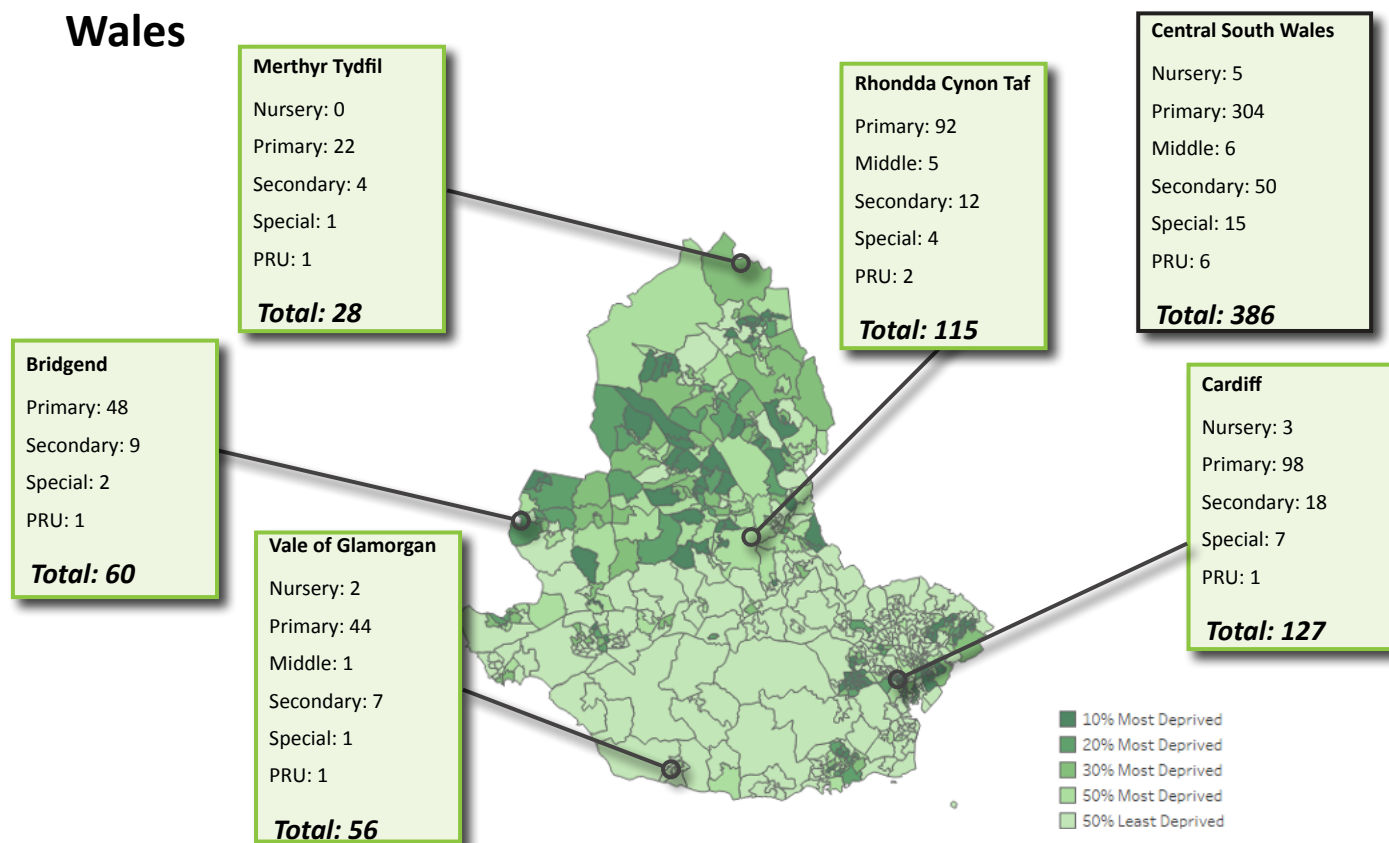 Wales
Merthyr Tydfil
Nursery: 0
Primary: 22
Secondary: 4
Special: 1
PRU: 1
Total: 28
Rhondda Cynon Taf
Primary: 92
Middle: 5
Secondary: 12
Special: 4
PRU: 2
Total: 115
Central South Wales
Nursery: 5
Primary: 304
Middle: 6
Secondary: 50
Special: 15
PRU: 6
Total: 386
Bridgend
Primary: 48
Secondary: 9
Special: 2
PRU: 1
Total: 60
Vale of Glamorgan
Nursery: 2
Primary: 44
Middle: 1
Secondary: 7
Special: 1
PRU: 1
Total: 56
Cardiff
Nursery: 3
Primary: 98
Secondary: 18
Special: 7
PRU: 1
Total: 127
10% Most Deprived
20% Most Deprived
30% Most Deprived
50% Most Deprived
50% Least Deprived